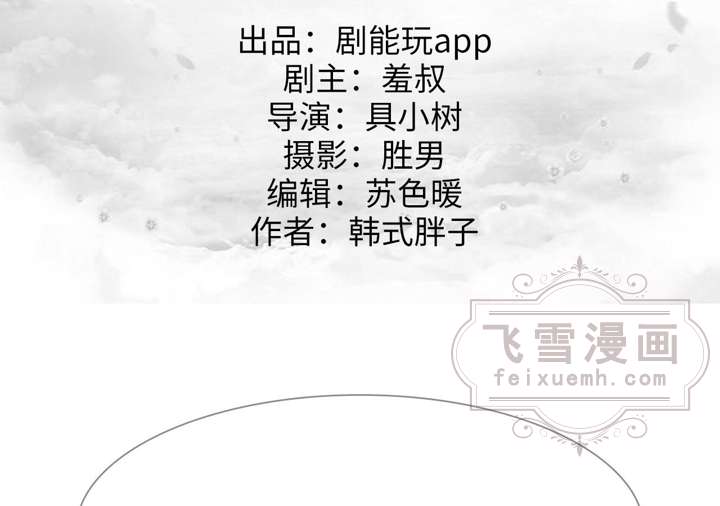 出品：剧能玩app
剧主：羞叔
导演：具小树
摄影：胜男
编辑：苏色暖
作者：韩式胖子
飞雪漫画
feixuemh.com